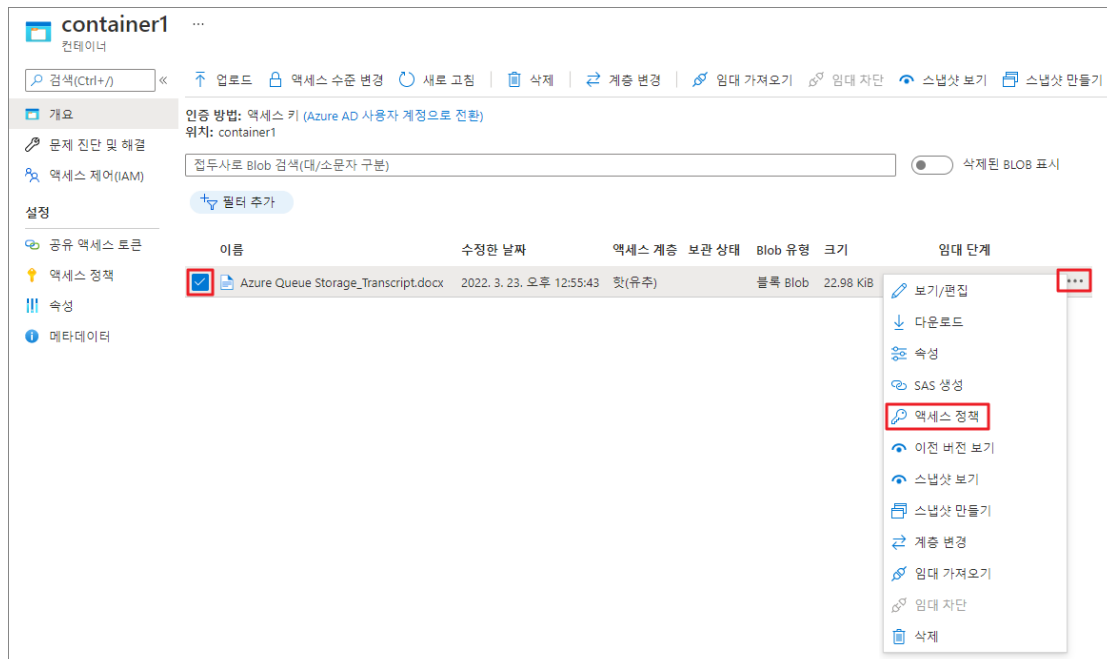 container1 ...
컨테이너
검색(Ctrl+/) «
업로드 액세스 수준 변경 새로 고침 삭제 계층 변경 임대 가져오기 임대 차단 스냅샷 보기 스냅샷 만들기
개요
문제 진단 및 해결
액세스 제어(IAM)
설정
공유 액세스 토큰
액세스 정책
속성
메타데이터
인증 방법: 액세스 키 (Azure AD 사용자 계정으로 전환)
위치: container1
접두사로 Blob 검색(대/소문자 구분)
삭제된 BLOB 표시
필터 추가
이름 수정한 날짜 액세스 계층 보관 상태 Blob 유형 크기 임대 단계
Azure Queue Storage_Transcript.docx 2022. 3. 23. 오후 12:55:43 핫(유추) 블록 Blob 22.98 KiB ...
보기/편집
다운로드
속성
SAS 생성
액세스 정책
이전 버전 보기
스냅샷 보기
스냅샷 만들기
계층 변경
임대 가져오기
임대 차단
삭제